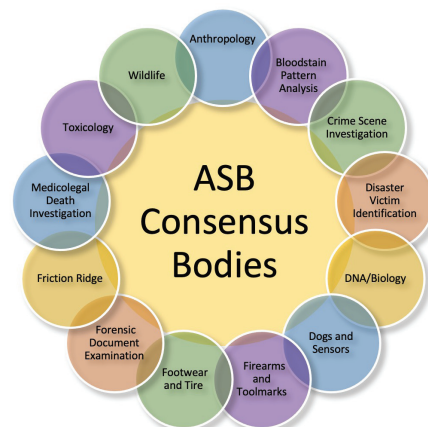 Anthropology
Bloodstain
Pattern
Analysis
Crime Scene
Investigation
Disaster
Victim
Identification
DNA/Biology
Dogs and
Sensors
Firearms
and
Toolmarks
Footwear
and Tire
Forensic
Document
Examination
Friction Ridge
Medicolegal
Death
Investigation
Toxicology
Wildlife
ASB
Consensus
Bodies